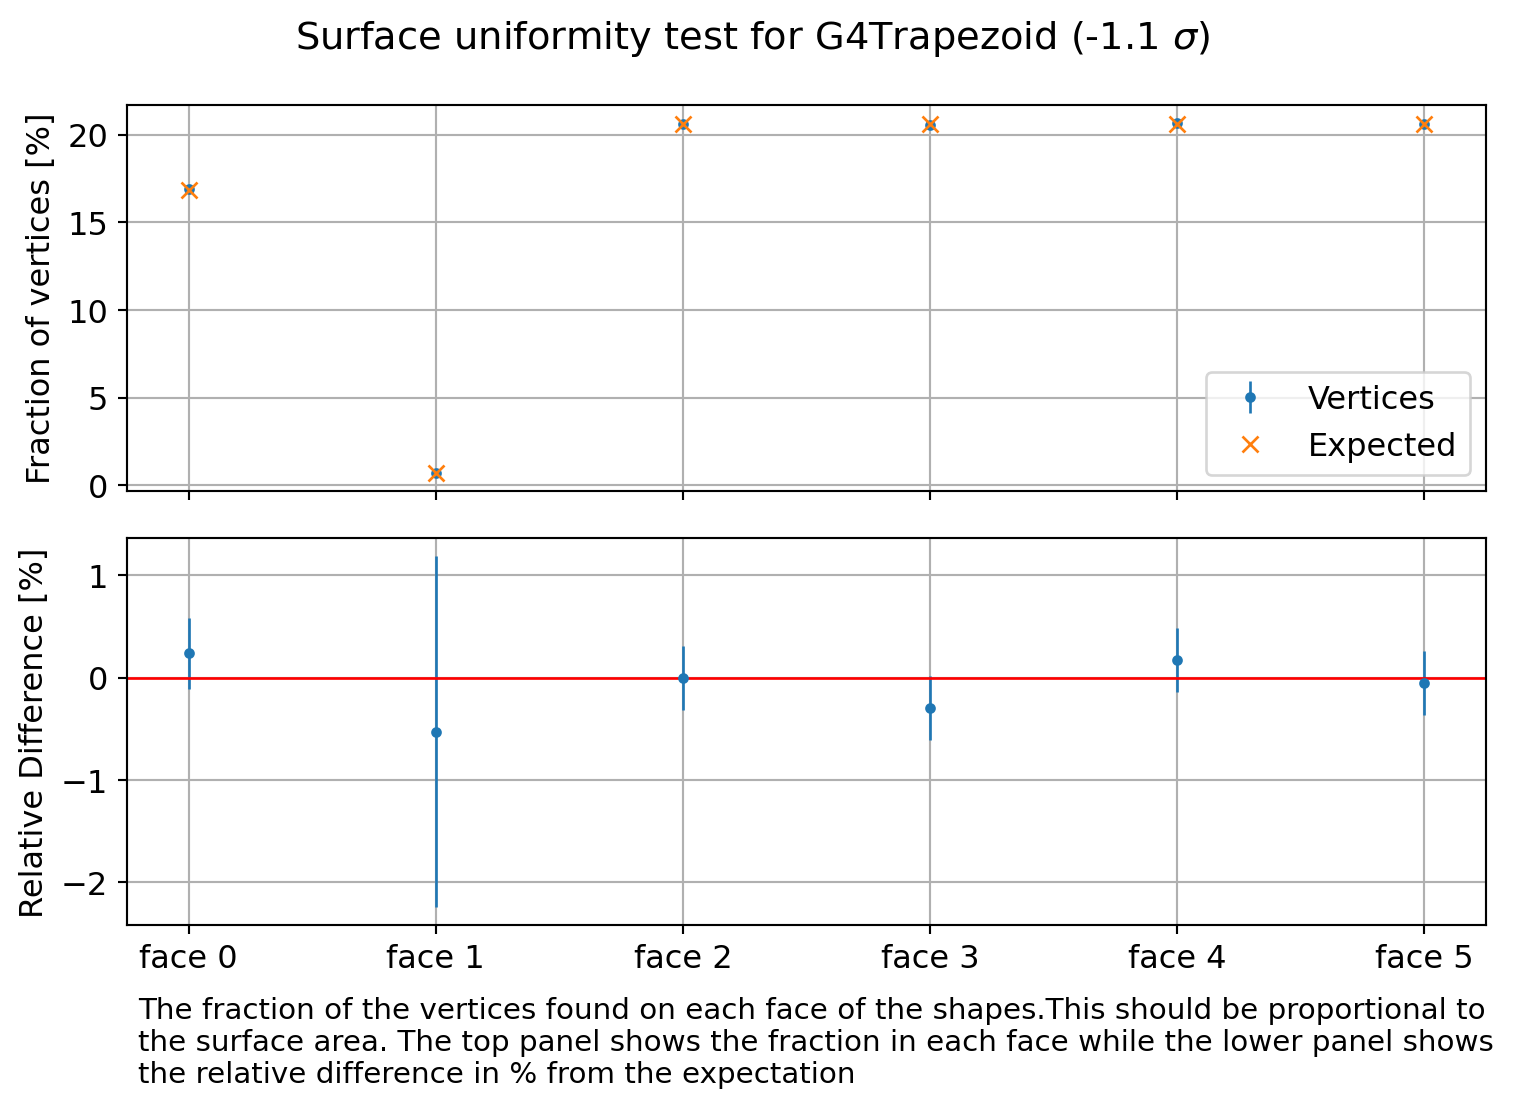 Surface uniformity test for G4Trapezoid (-1.1 σ)
Fraction of vertices [%]
20
15
10
5
0
Vertices
Expected
Relative Difference [%]
1
0
−1
−2
face 0 face 1 face 2 face 3 face 4 face 5
The fraction of the vertices found on each face of the shapes.This should be proportional to
the surface area. The top panel shows the fraction in each face while the lower panel shows
the relative difference in % from the expectation